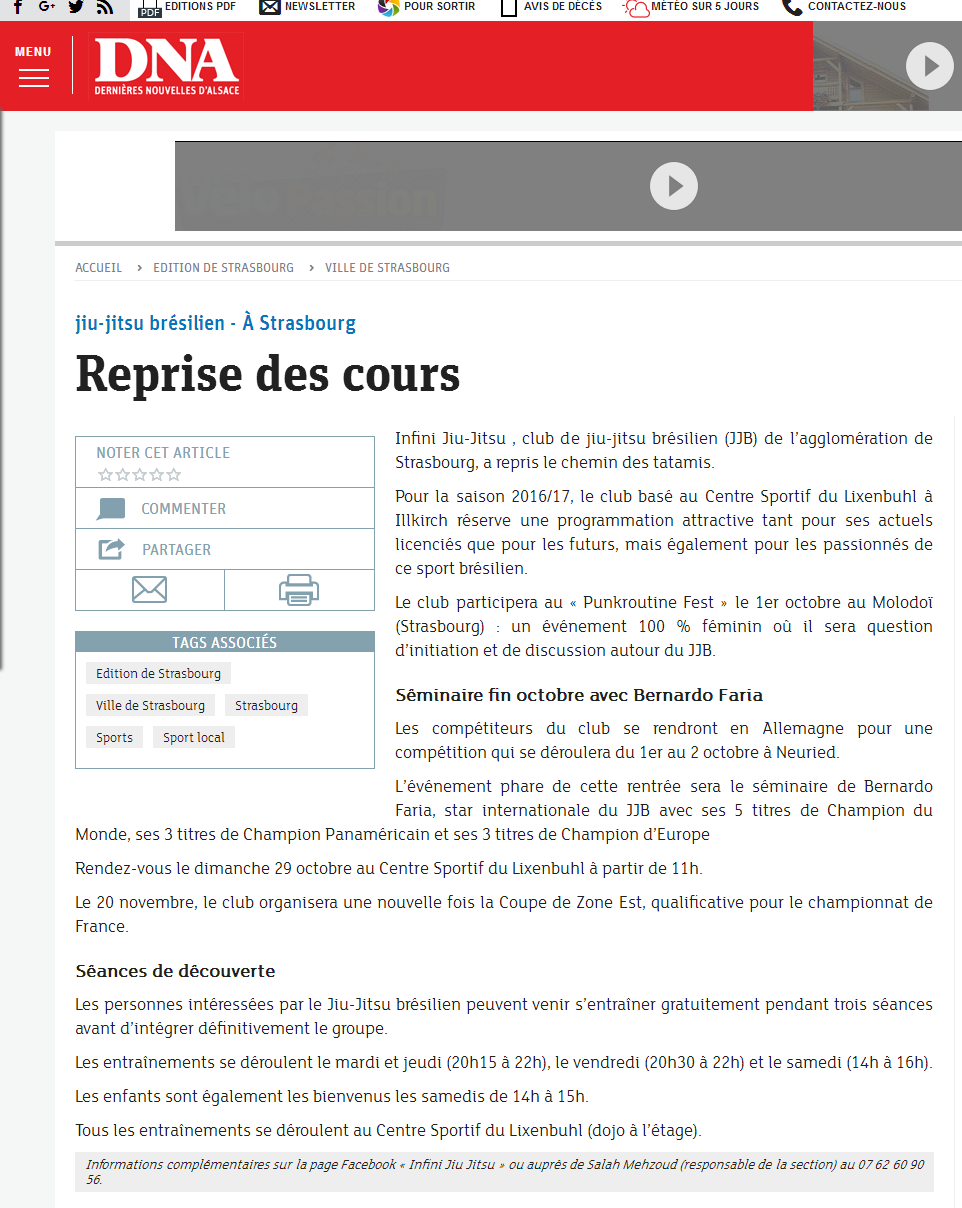 EDITIONS PDF
NEWSLETTER
POUR SORTIR
AVIS DE DÉCÈS
MÉTÉO SUR 5 JOURS
CONTACTEZ-NOUS
PDF
MENU
DNA
DERNIÈRES NOUVELLES D'ALSACE
ACCUEIL > EDITION DE STRASBOURG > VILLE DE STRASBOURG
jiu-jitsu brésilien - À Strasbourg
Reprise des cours
NOTER CET ARTICLE
COMMENTER
PARTAGER
TAGS ASSOCIÉS
Edition de Strasbourg
Ville de Strasbourg Strasbourg
Sports Sport local
Infini Jiu-Jitsu , club de jiu-jitsu brésilien (JJB) de l’agglomération de
Strasbourg, a repris le chemin des tatamis.
Pour la saison 2016/17, le club basé au Centre Sportif du Lixenbuhl à
Illkirch réserve une programmation attractive tant pour ses actuels
licenciés que pour les futurs, mais également pour les passionnés de
ce sport brésilien.
Le club participera au « Punkroutine Fest » le 1er octobre au Molodoï
(Strasbourg) : un événement 100 % féminin où il sera question
d’initiation et de discussion autour du JJB.
Séminaire fin octobre avec Bernardo Faria
Les compétiteurs du club se rendront en Allemagne pour une
compétition qui se déroulera du 1er au 2 octobre à Neuried.
L’événement phare de cette rentrée sera le séminaire de Bernardo
Faria, star internationale du JJB avec ses 5 titres de Champion du
Monde, ses 3 titres de Champion Panaméricain et ses 3 titres de Champion d’Europe
Rendez-vous le dimanche 29 octobre au Centre Sportif du Lixenbuhl à partir de 11h.
Le 20 novembre, le club organisera une nouvelle fois la Coupe de Zone Est, qualificative pour le championnat de
France.
Séances de découverte
Les personnes intéressées par le Jiu-Jitsu brésilien peuvent venir s’entraîner gratuitement pendant trois séances
avant d’intégrer définitivement le groupe.
Les entraînements se déroulent le mardi et jeudi (20h15 à 22h), le vendredi (20h30 à 22h) et le samedi (14h à 16h).
Les enfants sont également les bienvenus les samedis de 14h à 15h.
Tous les entraînements se déroulent au Centre Sportif du Lixenbuhl (dojo à l’étage).
Informations complémentaires sur la page Facebook « Infini Jiu Jitsu » ou auprès de Salah Mehzoud (responsable de la section) au 07 62 60 90
56.